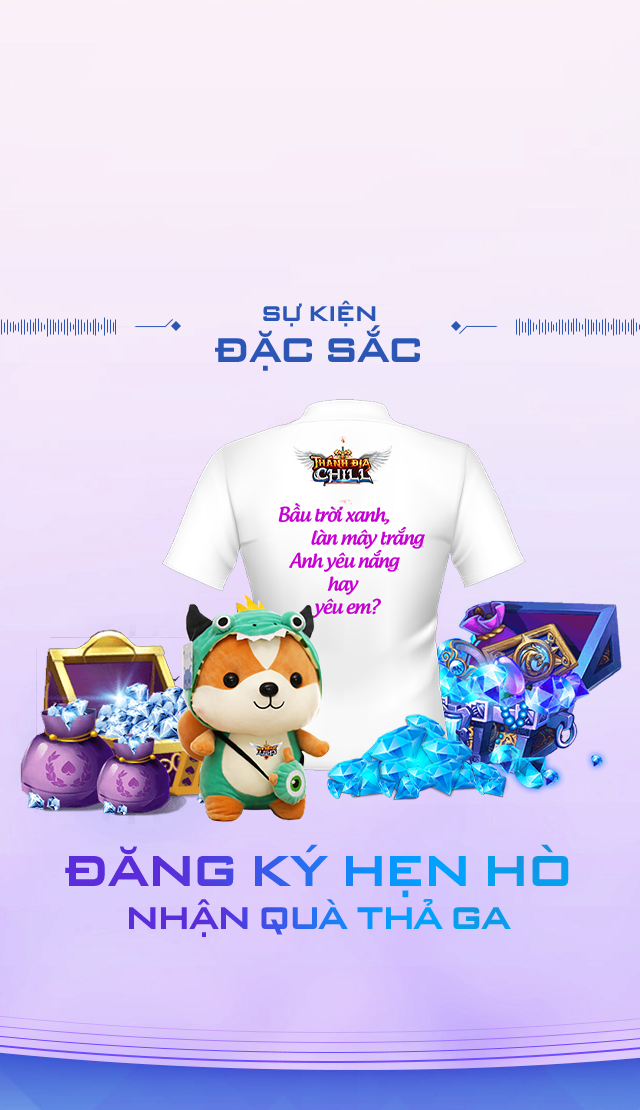 SỰ KIỆN
ĐẶC SẮC
THÁNH ĐỊA
CHILL
Bầu trời xanh,
làn mây trắng
Anh yêu nắng
hay
yêu em?
ĐĂNG KÝ HẸN HÒ
NHẬN QUÀ THẢ GA